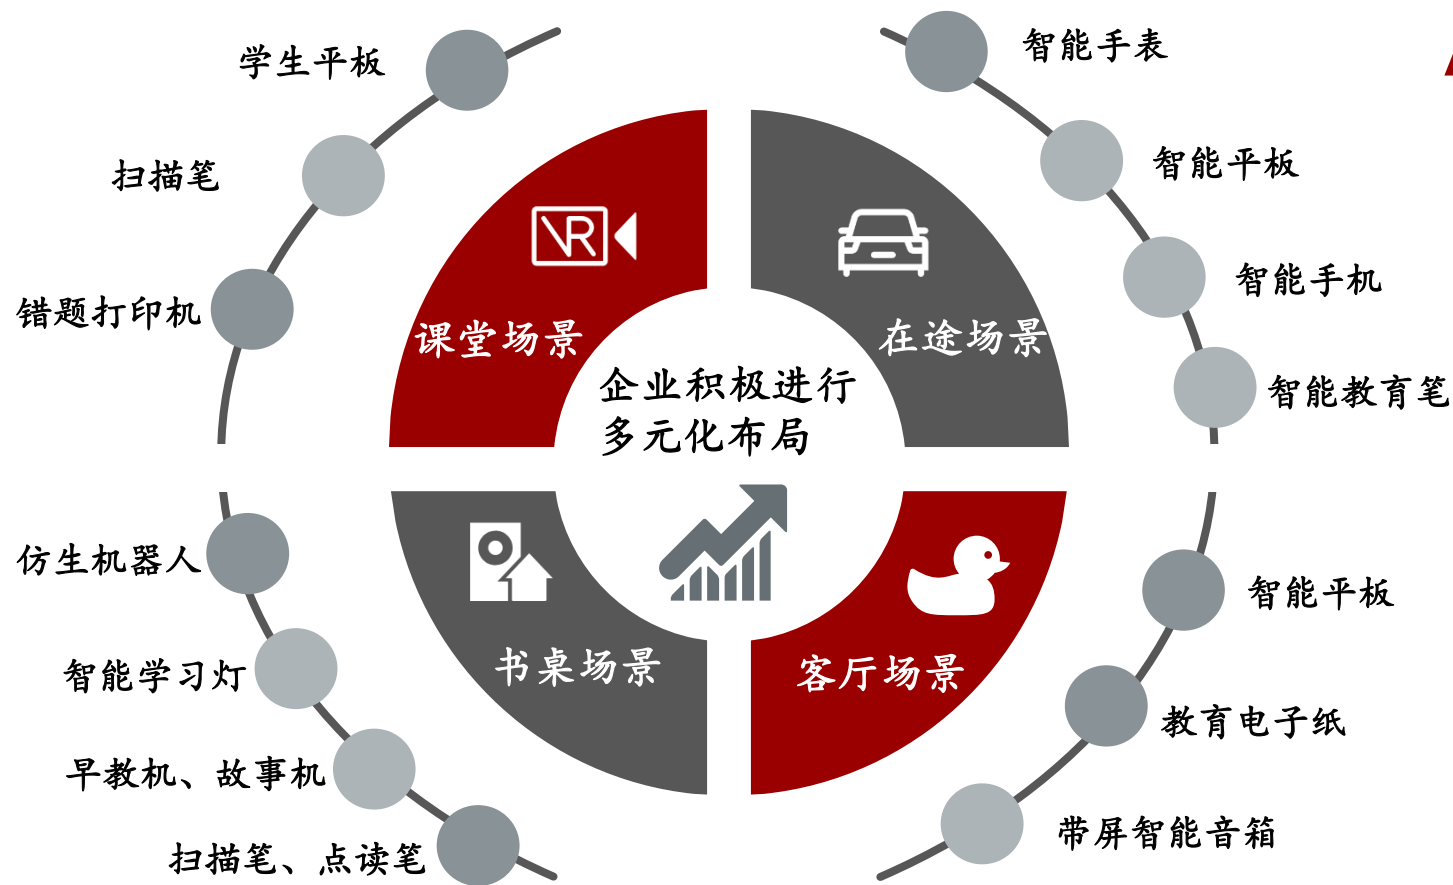 学生平板
扫描笔
错题打印机
VR
课堂场景
智能手表
智能平板
智能手机
智能教育笔
在途场景
企业积极进行
多元化布局
仿生机器人
智能学习灯
早教机、故事机
扫描笔、点读笔
书桌场景
客厅场景
智能平板
教育电子纸
带屏智能音箱